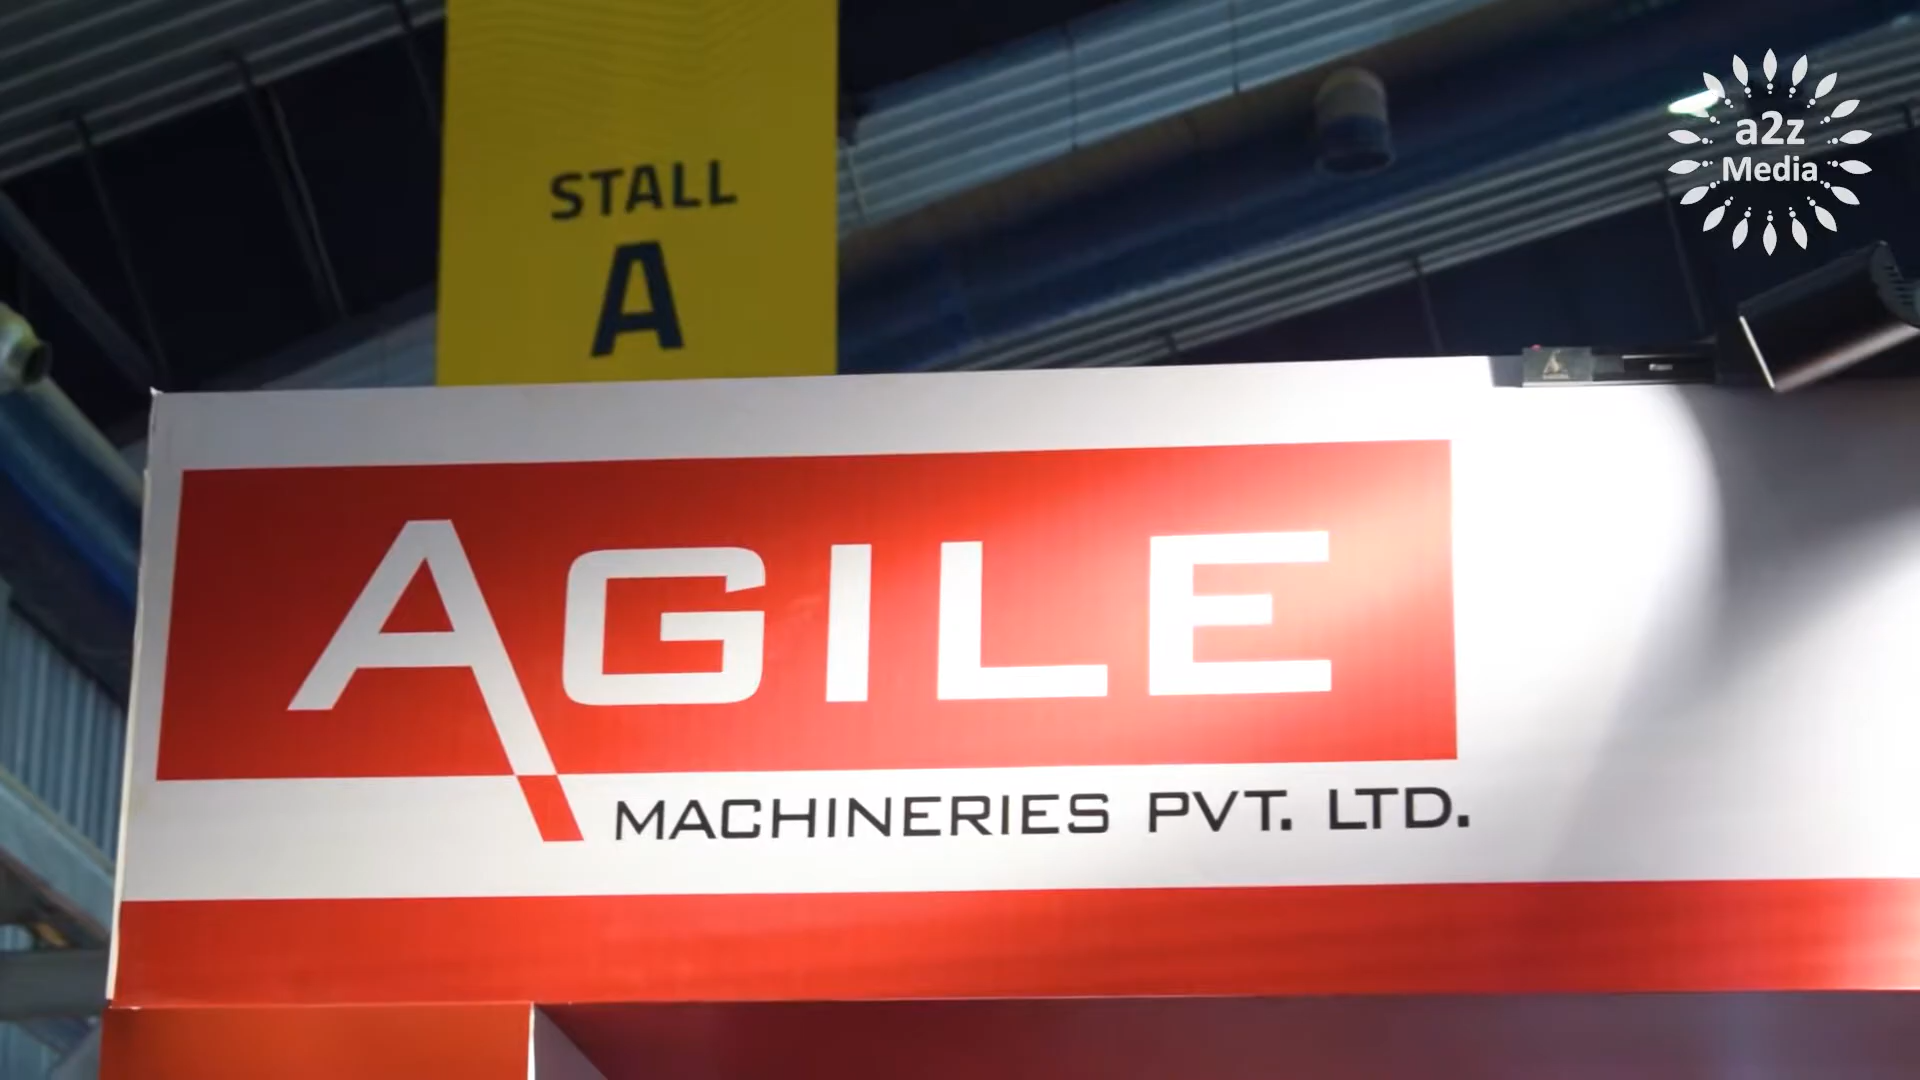 a2z
Media
STALL
A
AGILE
MACHINERIES PVT. LTD.